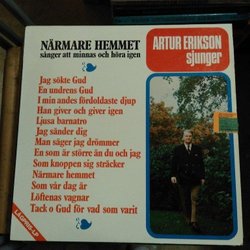 NÄRMARE HEMMET
sånger att minnas och höra igen
ARTUR ERIKSON
sjunger
Jag sökte Gud
En undrens Gud
I min andes fördoldaste djup
Han giver och giver igen
Ljusa barnatro
Jag sänder dig
Man säger jag drömmer
En som är större än du och jag
Som knoppen sig sträcker
Närmare hemmet
Som vår dag är
Löftenas vagnar
Tack o Gud för vad som varit
LÅGPRIS-LP